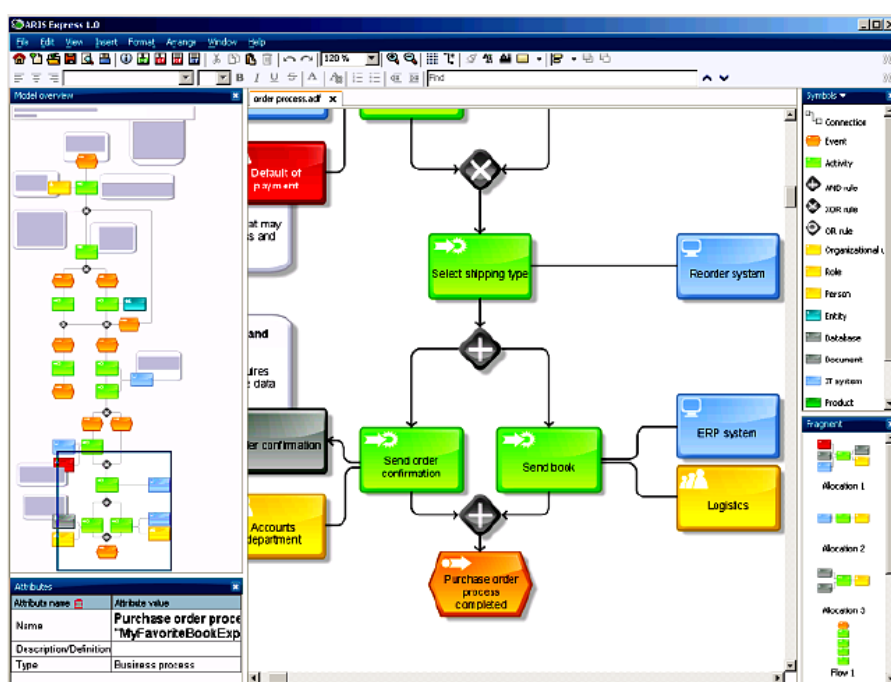 ARIS Express 1.0
File Edit View Insert Format Arrange Window Help
120 %
B I U S A
Find
Model overview
order process.adf
Symbols
Connection
Event
Activity
AND rule
XOR rule
OR rule
Organizational u
Role
Person
Entity
Database
Document
IT system
Product
Default of
payment
at may
s and
Select shipping type
Reorder system
and
ires
e data
er confirmation
Send order
confirmation
Send book
ERP system
Logistics
Accounts
department
Purchase order
process
completed
Fragment
Allocation 1
Allocation 2
Allocation 3
Flow 1
Attributes
Attribute name Attribute value
Name Purchase order proce
"MyFavoriteBookExp
Description/Definition
Type Business process